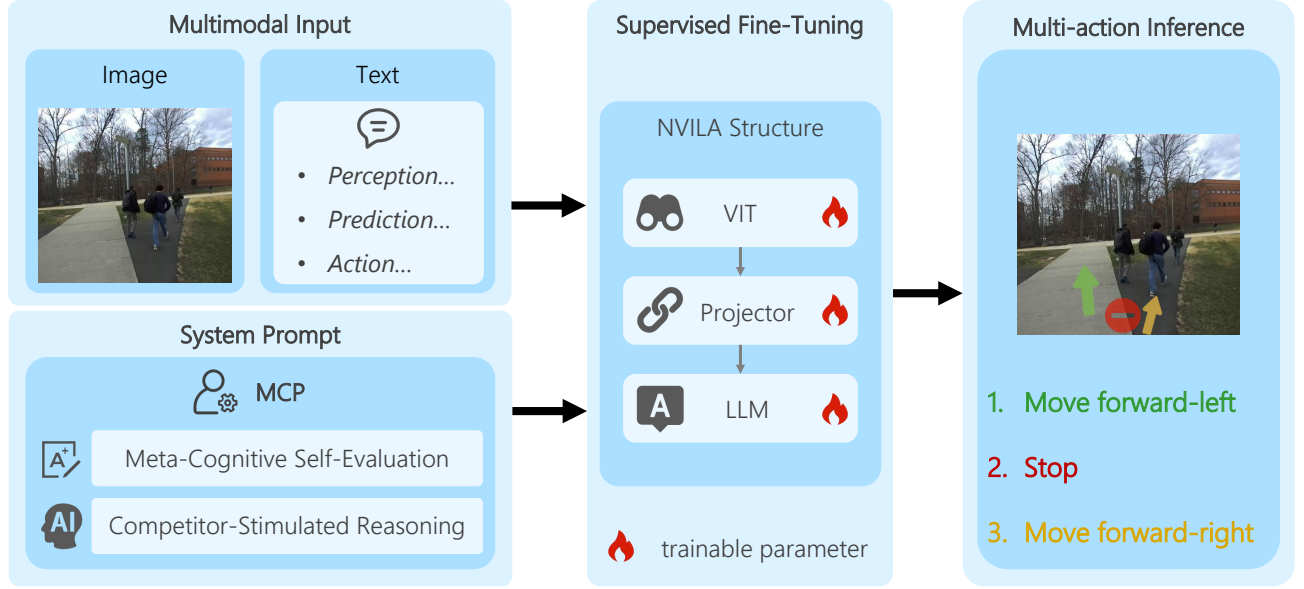 Multimodal Input
Image
Text
• Perception...
• Prediction...
• Action...
System Prompt
MCP
A+
Meta-Cognitive Self-Evaluation
AI
Competitor-Stimulated Reasoning
Supervised Fine-Tuning
NVILA Structure
VIT
Projector
A
LLM
trainable parameter
Multi-action Inference
1. Move forward-left
2. Stop
3. Move forward-right